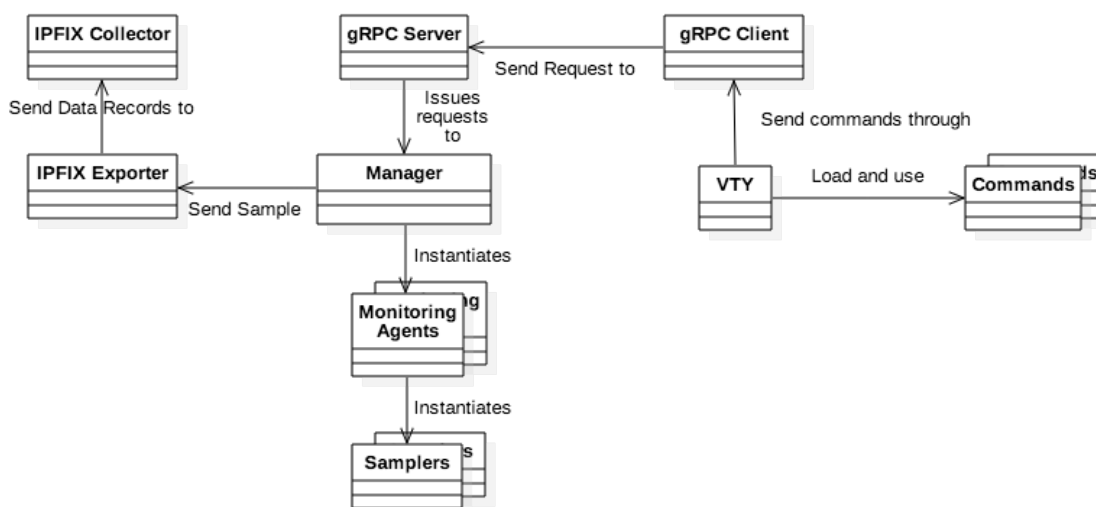 IPFIX Collector
gRPC Server
gRPC Client
Send Request to
Send Data Records to
Issues
requests
to
Send commands through
IPFIX Exporter
Manager
VTY
Load and use
Commands
Send Sample
Instantiates
Monitoring
Agents
Instantiates
Samplers